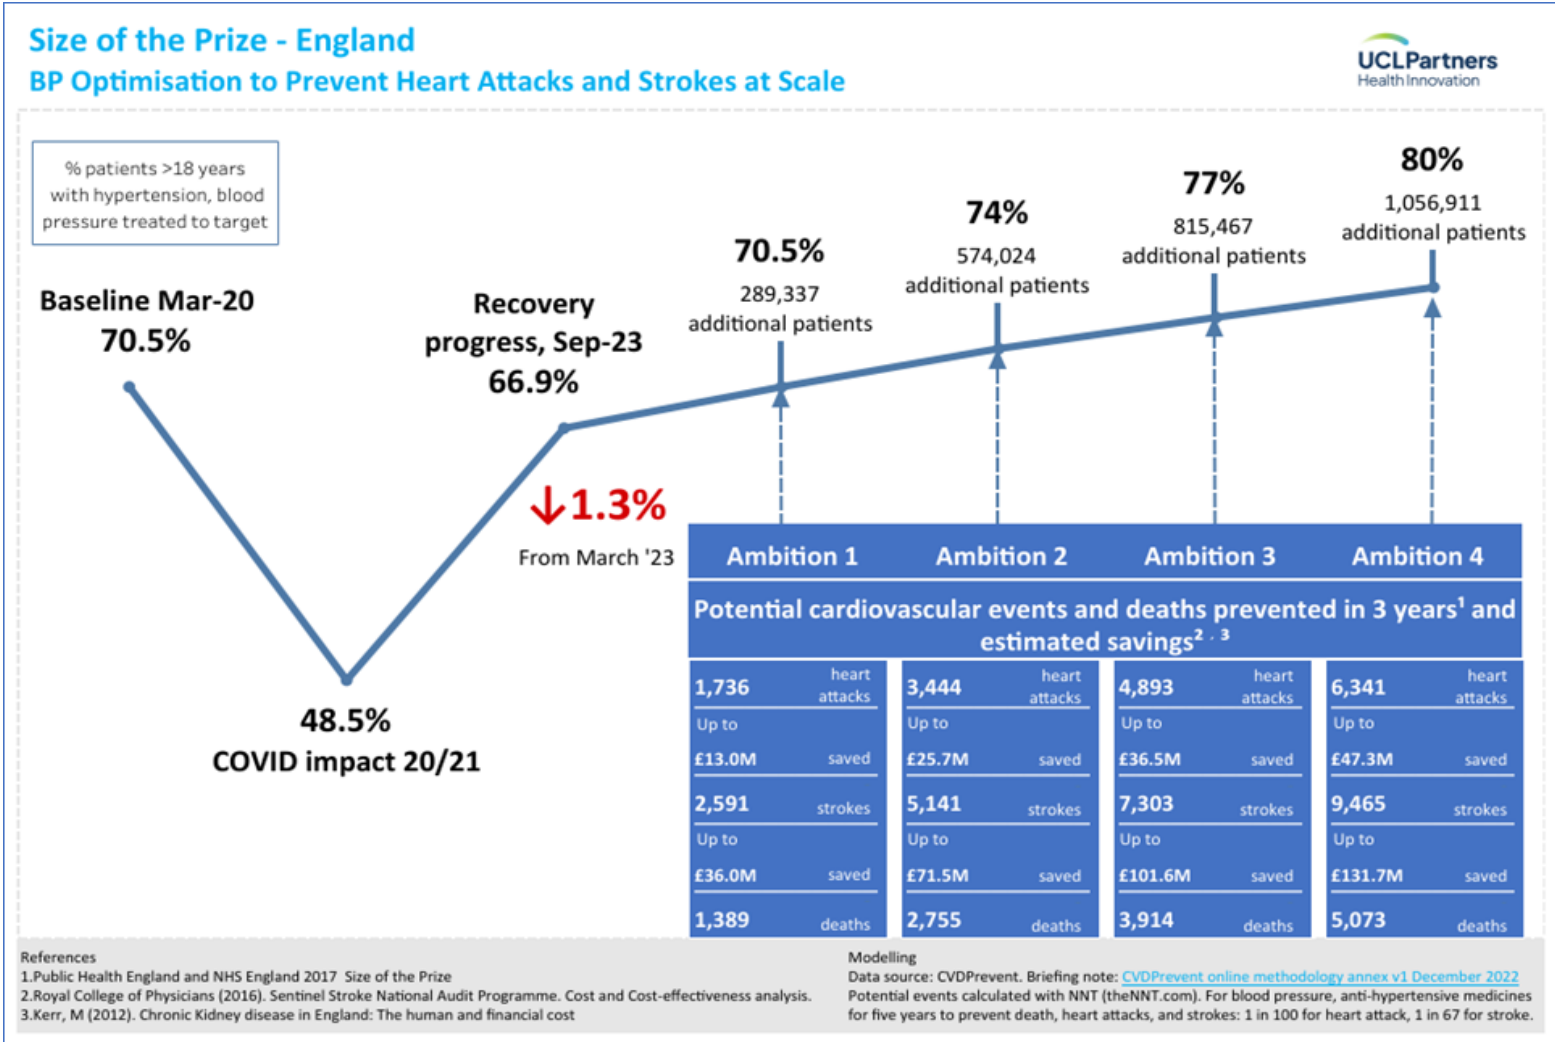 Size of the Prize - England
BP Optimisation to Prevent Heart Attacks and Strokes at Scale
UCLPartners
Health Innovation
% patients >18 years
with hypertension, blood
pressure treated to target
Baseline Mar-20
70.5%
48.5%
COVID impact 20/21
Recovery
progress, Sep-23
66.9%
↓1.3%
From March '23
70.5%
289,337
additional patients
74%
574,024
additional patients
77%
815,467
additional patients
80%
1,056,911
additional patients
Ambition 1
Ambition 2
Ambition 3
Ambition 4
Potential cardiovascular events and deaths prevented in 3 years¹ and
estimated savings² ˑ ³
1,736 heart
attacks
Up to
£13.0M saved
2,591 strokes
Up to
£36.0M saved
1,389 deaths
3,444 heart
attacks
Up to
£25.7M saved
5,141 strokes
Up to
£71.5M saved
2,755 deaths
4,893 heart
attacks
Up to
£36.5M saved
7,303 strokes
Up to
£101.6M saved
3,914 deaths
6,341 heart
attacks
Up to
£47.3M saved
9,465 strokes
Up to
£131.7M saved
5,073 deaths
References
1.Public Health England and NHS England 2017 Size of the Prize
2.Royal College of Physicians (2016). Sentinel Stroke National Audit Programme. Cost and Cost-effectiveness analysis.
3.Kerr, M (2012). Chronic Kidney disease in England: The human and financial cost
Modelling
Data source: CVDPrevent. Briefing note: CVDPrevent online methodology annex v1 December 2022
Potential events calculated with NNT (theNNT.com). For blood pressure, anti-hypertensive medicines
for five years to prevent death, heart attacks, and strokes: 1 in 100 for heart attack, 1 in 67 for stroke.